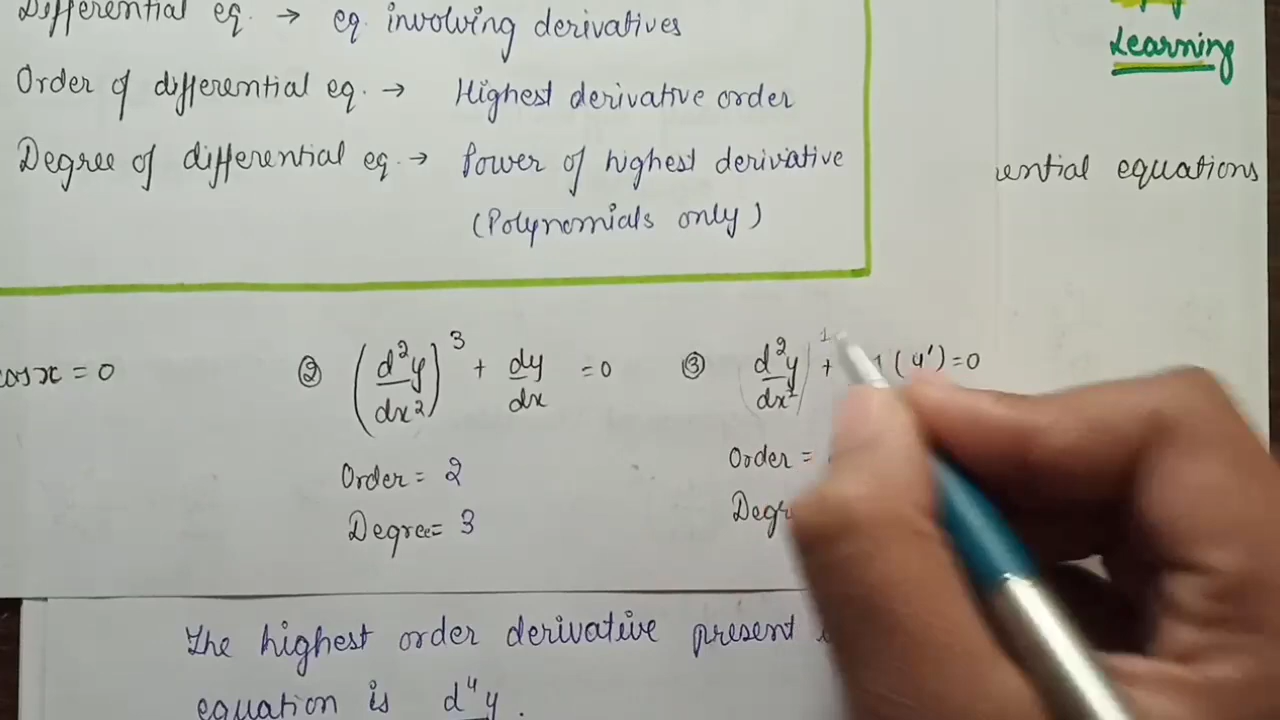 Differential eq. → eq. involving derivatives
Learning
Order of differential eq. → Highest derivative order
Degree of differential eq. → Power of highest derivative
(Polynomials only)
equations
x = 0
② (d²y/dx²)³ + dy/dx = 0
③ (d²y/dx²)¹ + (y') = 0
Order = 2
Degree = 3
Order =
The highest order derivative present
equation is d⁴y.